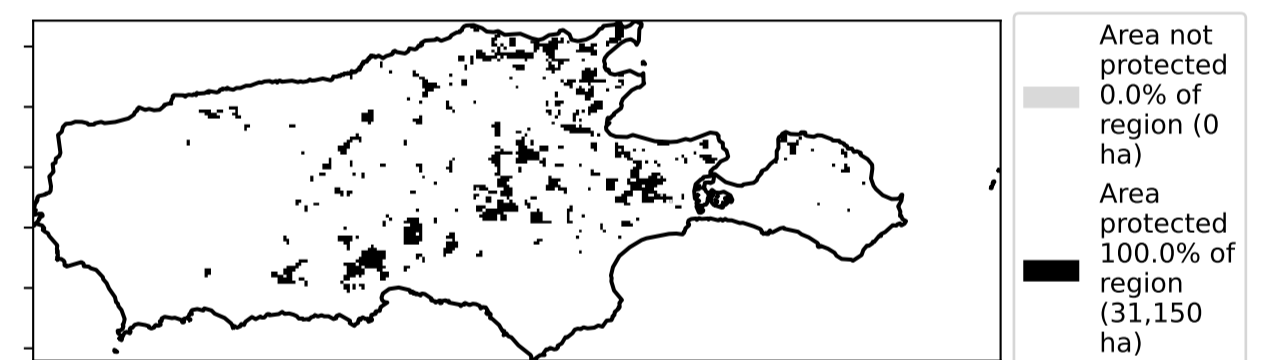 Area not
protected
0.0% of
region (0
ha)
Area
protected
100.0% of
region
(31,150
ha)